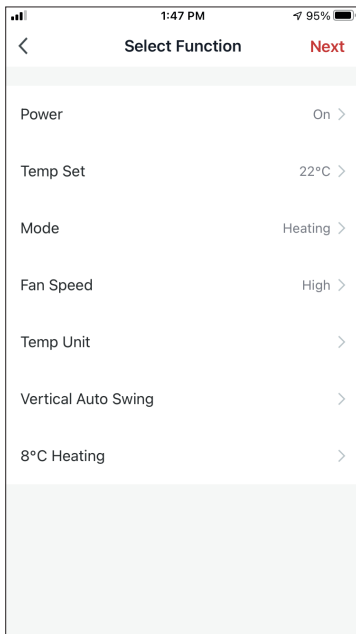 1:47 PM 95%
Select Function Next
Power On
Temp Set 22°C
Mode Heating
Fan Speed High
Temp Unit
Vertical Auto Swing
8°C Heating